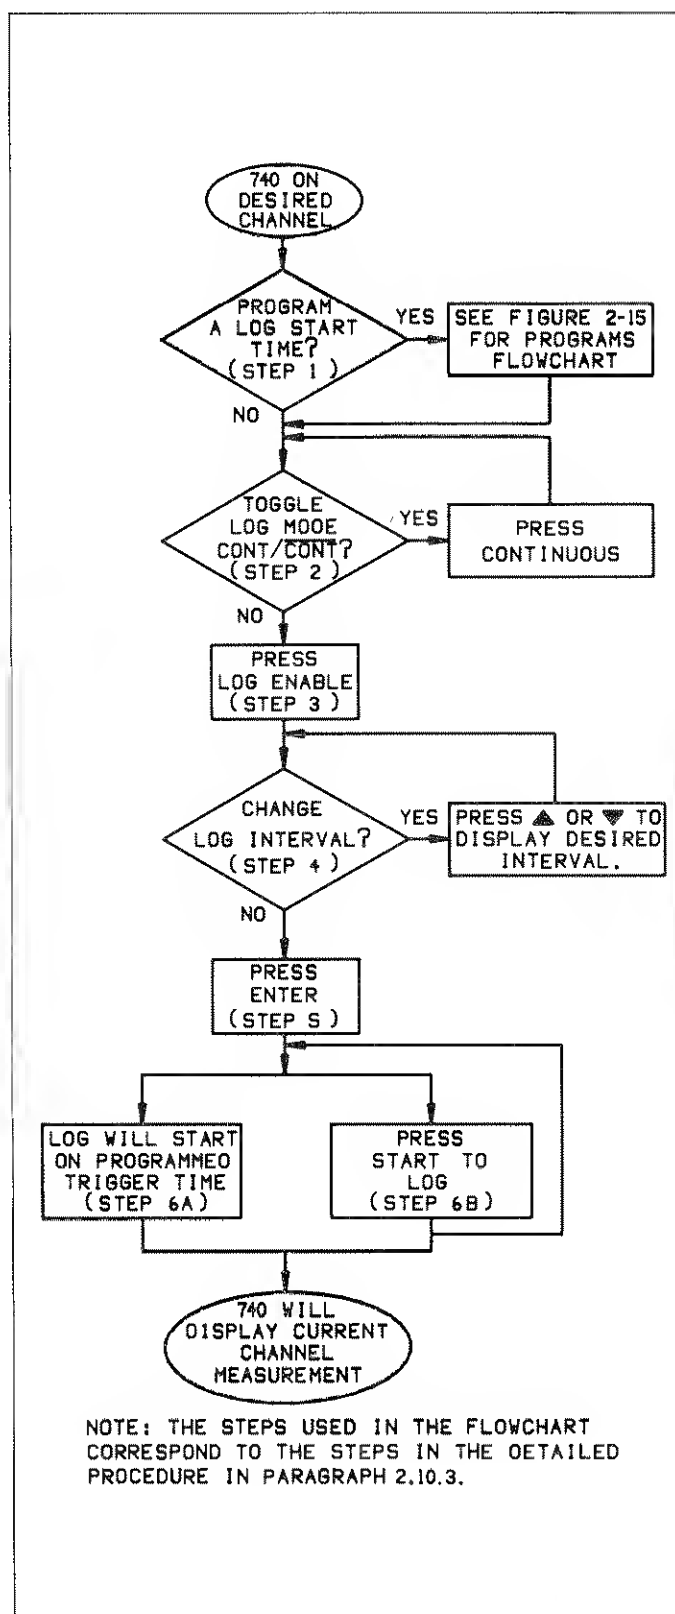 740 ON
DESIRED
CHANNEL
PROGRAM
A LOG START
TIME?
(STEP 1)
YES
SEE FIGURE 2-15
FOR PROGRAMS
FLOWCHART
NO
TOGGLE
LOG MODE
CONT/C̅O̅N̅T̅?
(STEP 2)
YES
PRESS
CONTINUOUS
NO
PRESS
LOG ENABLE
(STEP 3)
CHANGE
LOG INTERVAL?
(STEP 4)
YES
PRESS ▲ OR ▼ TO
DISPLAY DESIRED
INTERVAL.
NO
PRESS
ENTER
(STEP S)
LOG WILL START
ON PROGRAMMEO
TRIGGER TIME
(STEP 6A)
PRESS
START TO
LOG
(STEP 6B)
740 WILL
OISPLAY CURRENT
CHANNEL
MEASUREMENT
NOTE: THE STEPS USED IN THE FLOWCHART
CORRESPOND TO THE STEPS IN THE OETAILED
PROCEDURE IN PARAGRAPH 2.10.3.